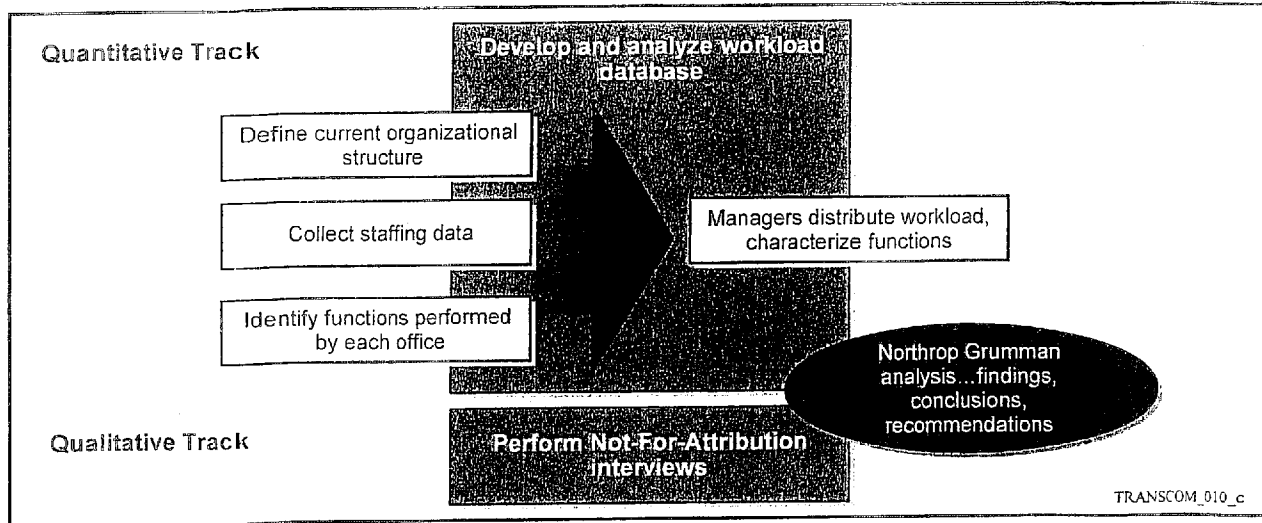 Quantitative Track
Develop and analyze workload
database
Define current organizational
structure
Collect staffing data
Identify functions performed
by each office
Managers distribute workload,
characterize functions
Northrop Grumman
analysis...findings,
conclusions,
recommendations
Qualitative Track
Perform Not-For-Attribution
interviews
TRANSCOM_010_c